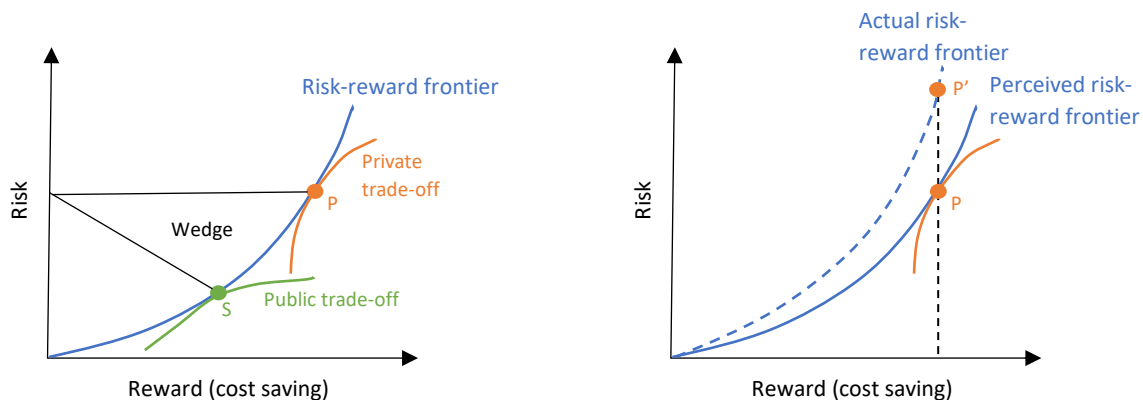 Risk-reward frontier
Private
trade-off
P
Wedge
Public trade-off
S
Risk
Reward (cost saving)
Actual risk-
reward frontier
P’
Perceived risk-
reward frontier
P
Risk
Reward (cost saving)